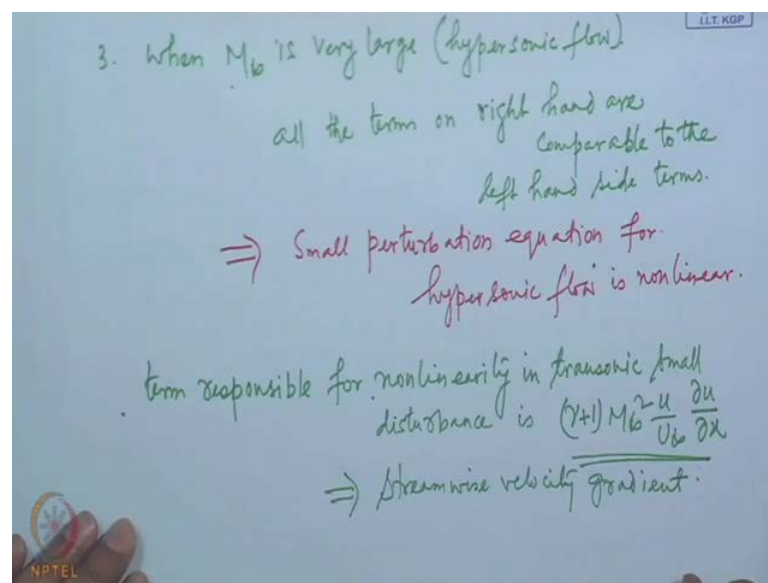 I.I.T. KGP
3. When M∞ is very large (hypersonic flow)
all the terms on right hand are
comparable to the
left hand side terms.
⇒ Small perturbation equation for
hypersonic flow is nonlinear.
term responsible for nonlinearity in transonic small
disturbance is (γ+1) M∞² u/U∞ ∂u/∂x
⇒ Streamwise velocity gradient.
NPTEL